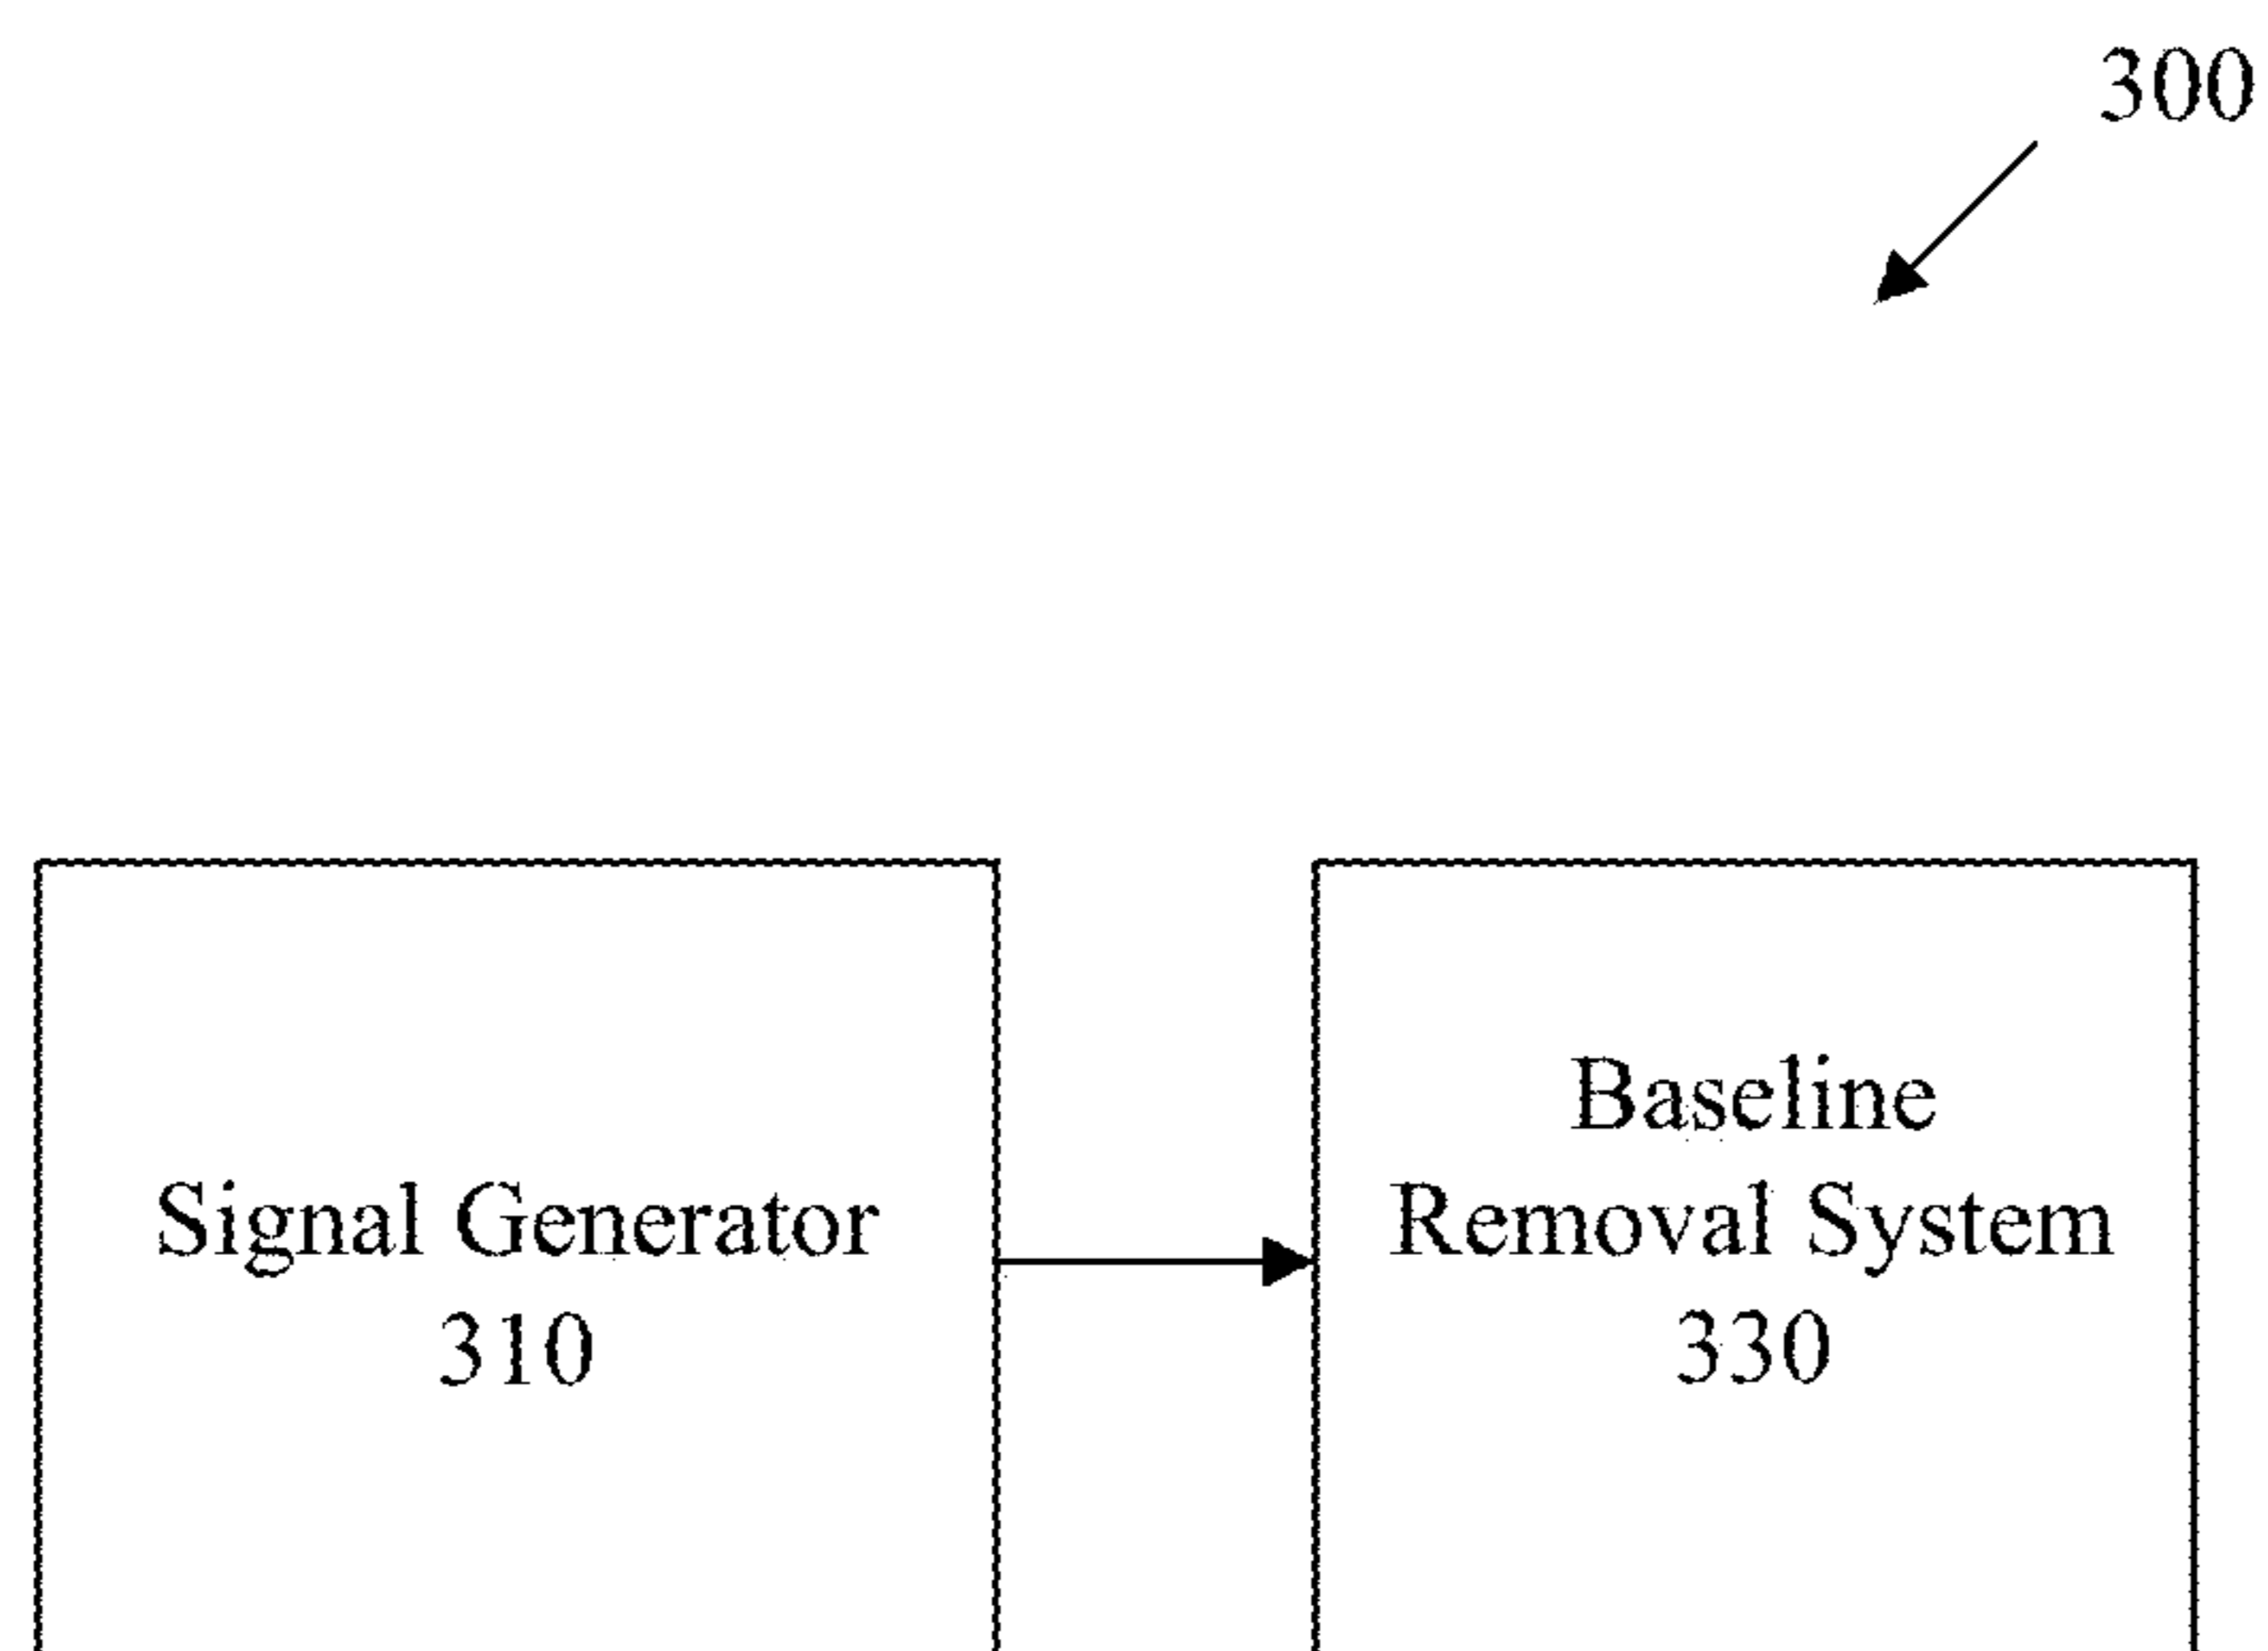 300
Signal Generator
310
Baseline
Removal System
330